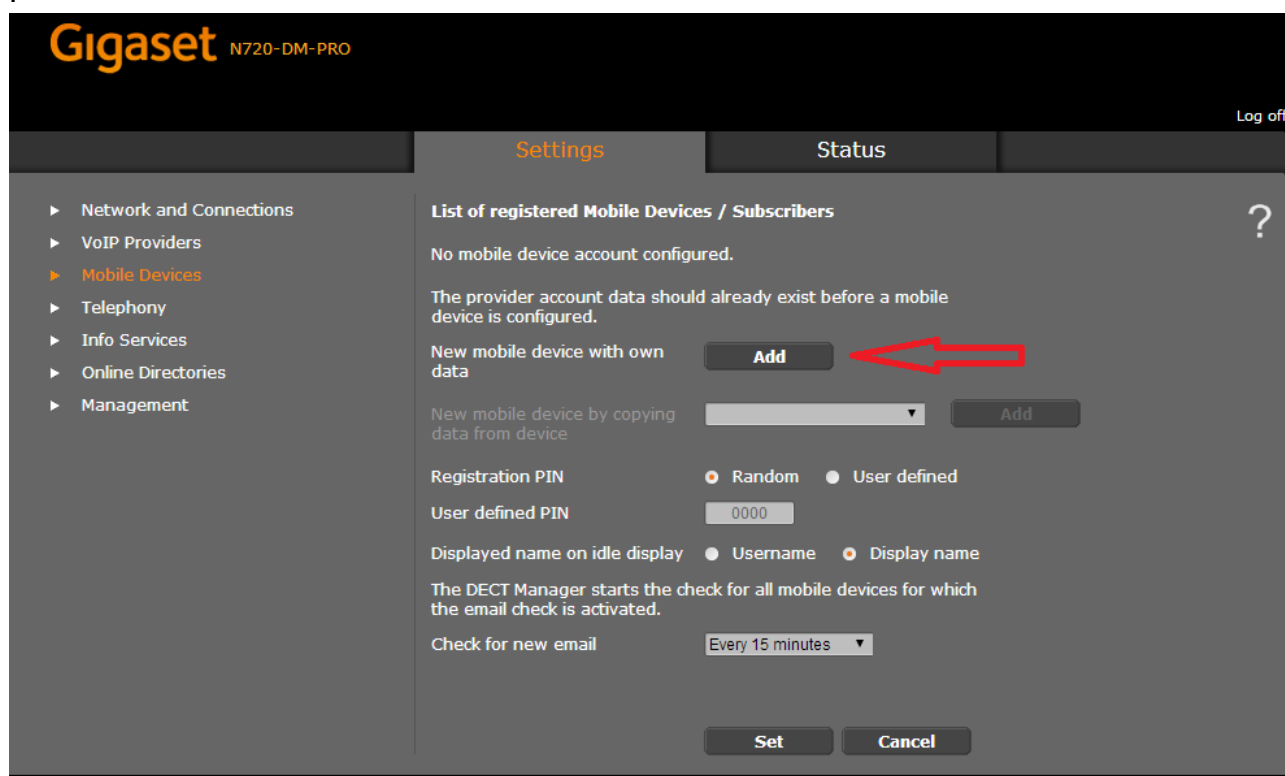 Gigaset N720-DM-PRO
Log off
Settings
Status
Network and Connections
VoIP Providers
Mobile Devices
Telephony
Info Services
Online Directories
Management
List of registered Mobile Devices / Subscribers
?
No mobile device account configured.
The provider account data should already exist before a mobile
device is configured.
New mobile device with own
data
Add
New mobile device by copying
data from device
Add
Registration PIN
Random
User defined
User defined PIN
0000
Displayed name on idle display
Username
Display name
The DECT Manager starts the check for all mobile devices for which
the email check is activated.
Check for new email
Every 15 minutes
Set
Cancel